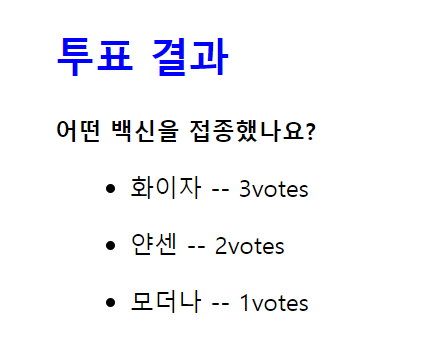 투표 결과
어떤 백신을 접종했나요?
화이자 -- 3votes
얀센 -- 2votes
모더나 -- 1votes